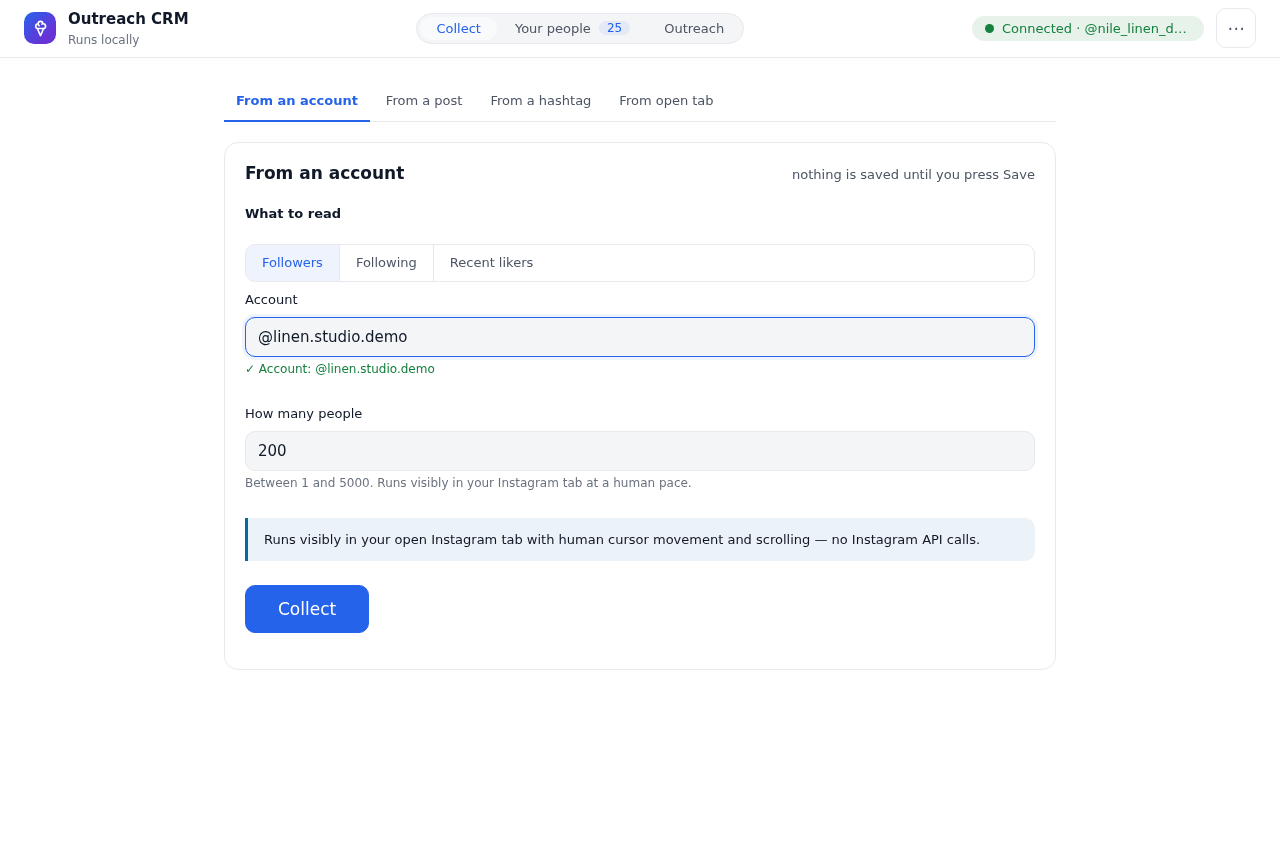 Outreach CRM
Runs locally
Collect
Your people 25
Outreach
Connected · @nile_linen_d…
From an account
From a post
From a hashtag
From open tab
From an account
nothing is saved until you press Save
What to read
Followers
Following
Recent likers
Account
@linen.studio.demo
✓ Account: @linen.studio.demo
How many people
200
Between 1 and 5000. Runs visibly in your Instagram tab at a human pace.
Runs visibly in your open Instagram tab with human cursor movement and scrolling — no Instagram API calls.
Collect